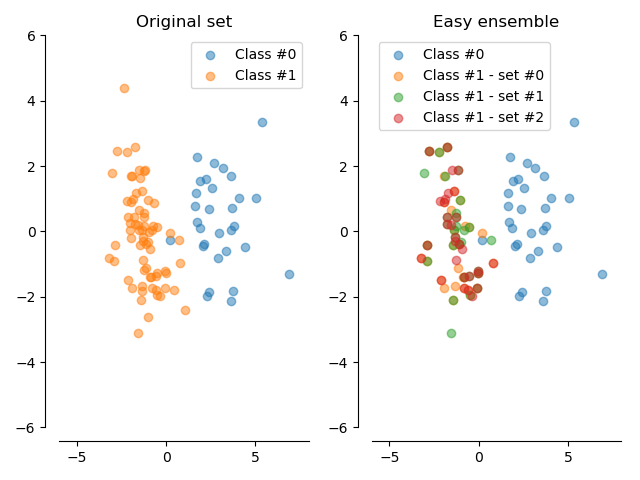 Original set
Easy ensemble
6
4
2
0
−2
−4
−6
−5
0
5
Class #0
Class #1
6
4
2
0
−2
−4
−6
−5
0
5
Class #0
Class #1 - set #0
Class #1 - set #1
Class #1 - set #2